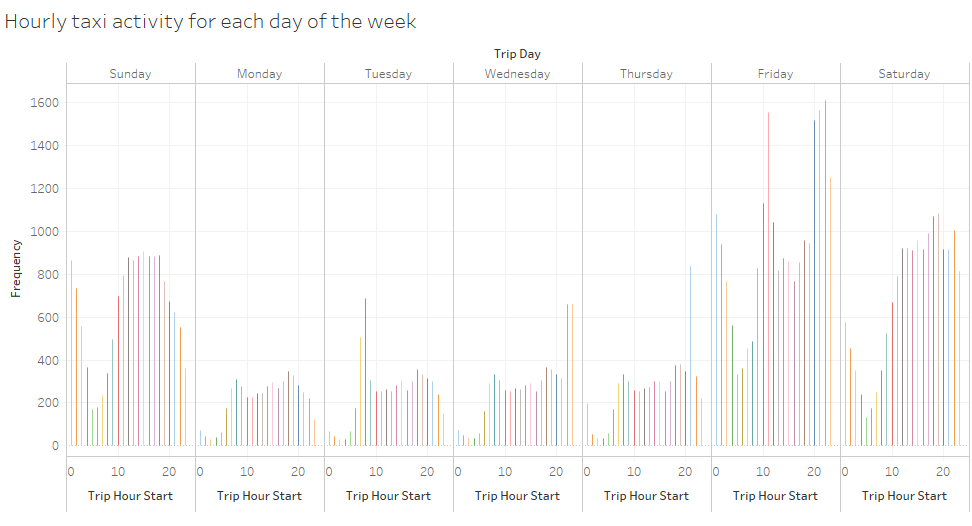 Hourly taxi activity for each day of the week
Trip Day
Sunday Monday Tuesday Wednesday Thursday Friday Saturday
1600
1400
1200
1000
800
600
400
200
0
Frequency
0 10 20 0 10 20 0 10 20 0 10 20 0 10 20 0 10 20 0 10 20
Trip Hour Start Trip Hour Start Trip Hour Start Trip Hour Start Trip Hour Start Trip Hour Start Trip Hour Start